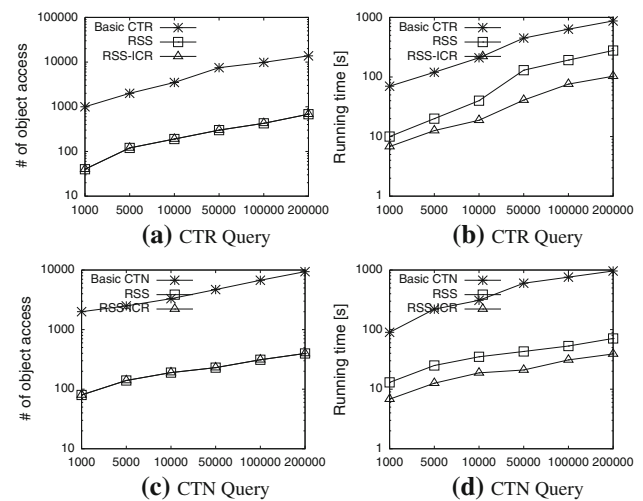 100000
10000
1000
100
10
# of object access
Basic CTR
RSS
RSS-ICR
1000 5000 10000 50000 100000 200000
(a) CTR Query
1000
100
10
1
Running time [s]
Basic CTR
RSS
RSS-ICR
1000 5000 10000 50000 100000 200000
(b) CTR Query
10000
1000
100
10
# of object access
Basic CTN
RSS
RSS-ICR
1000 5000 10000 50000 100000 200000
(c) CTN Query
1000
100
10
1
Running time [s]
Basic CTN
RSS
RSS-ICR
1000 5000 10000 50000 100000 200000
(d) CTN Query